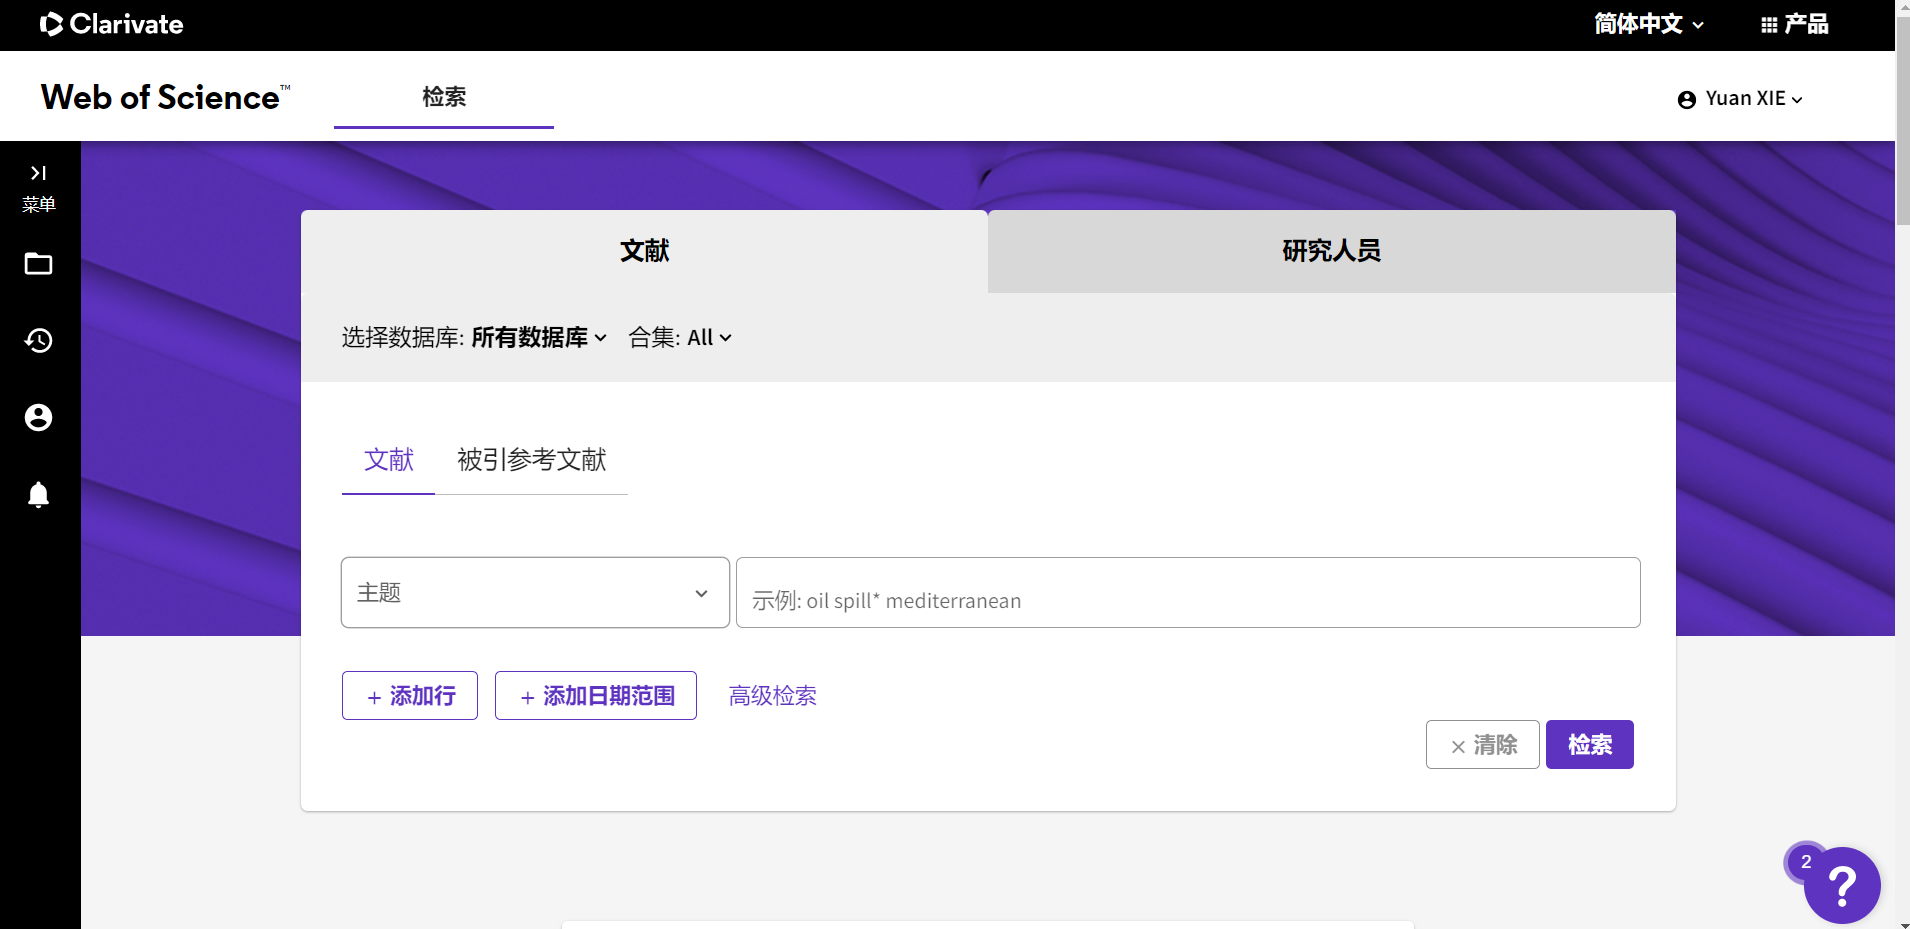 Clarivate
简体中文
产品
Web of Science™
检索
Yuan XIE
菜单
文献
研究人员
选择数据库: 所有数据库 合集: All
文献
被引参考文献
主题
示例: oil spill* mediterranean
+ 添加行
+ 添加日期范围
高级检索
× 清除
检索
2
?